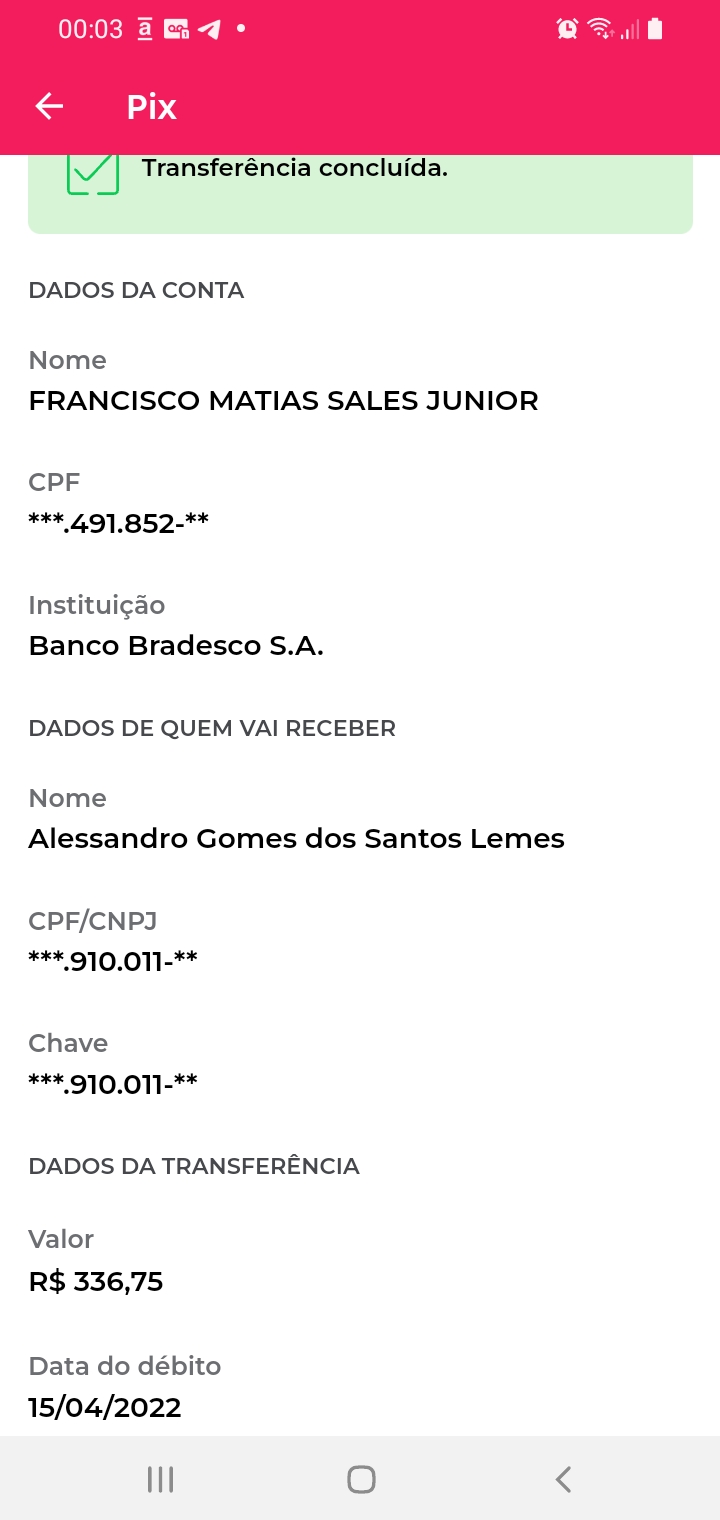 00:03
Pix
Transferência concluída.
DADOS DA CONTA
Nome
FRANCISCO MATIAS SALES JUNIOR
CPF
***.491.852-**
Instituição
Banco Bradesco S.A.
DADOS DE QUEM VAI RECEBER
Nome
Alessandro Gomes dos Santos Lemes
CPF/CNPJ
***.910.011-**
Chave
***.910.011-**
DADOS DA TRANSFERÊNCIA
Valor
R$ 336,75
Data do débito
15/04/2022